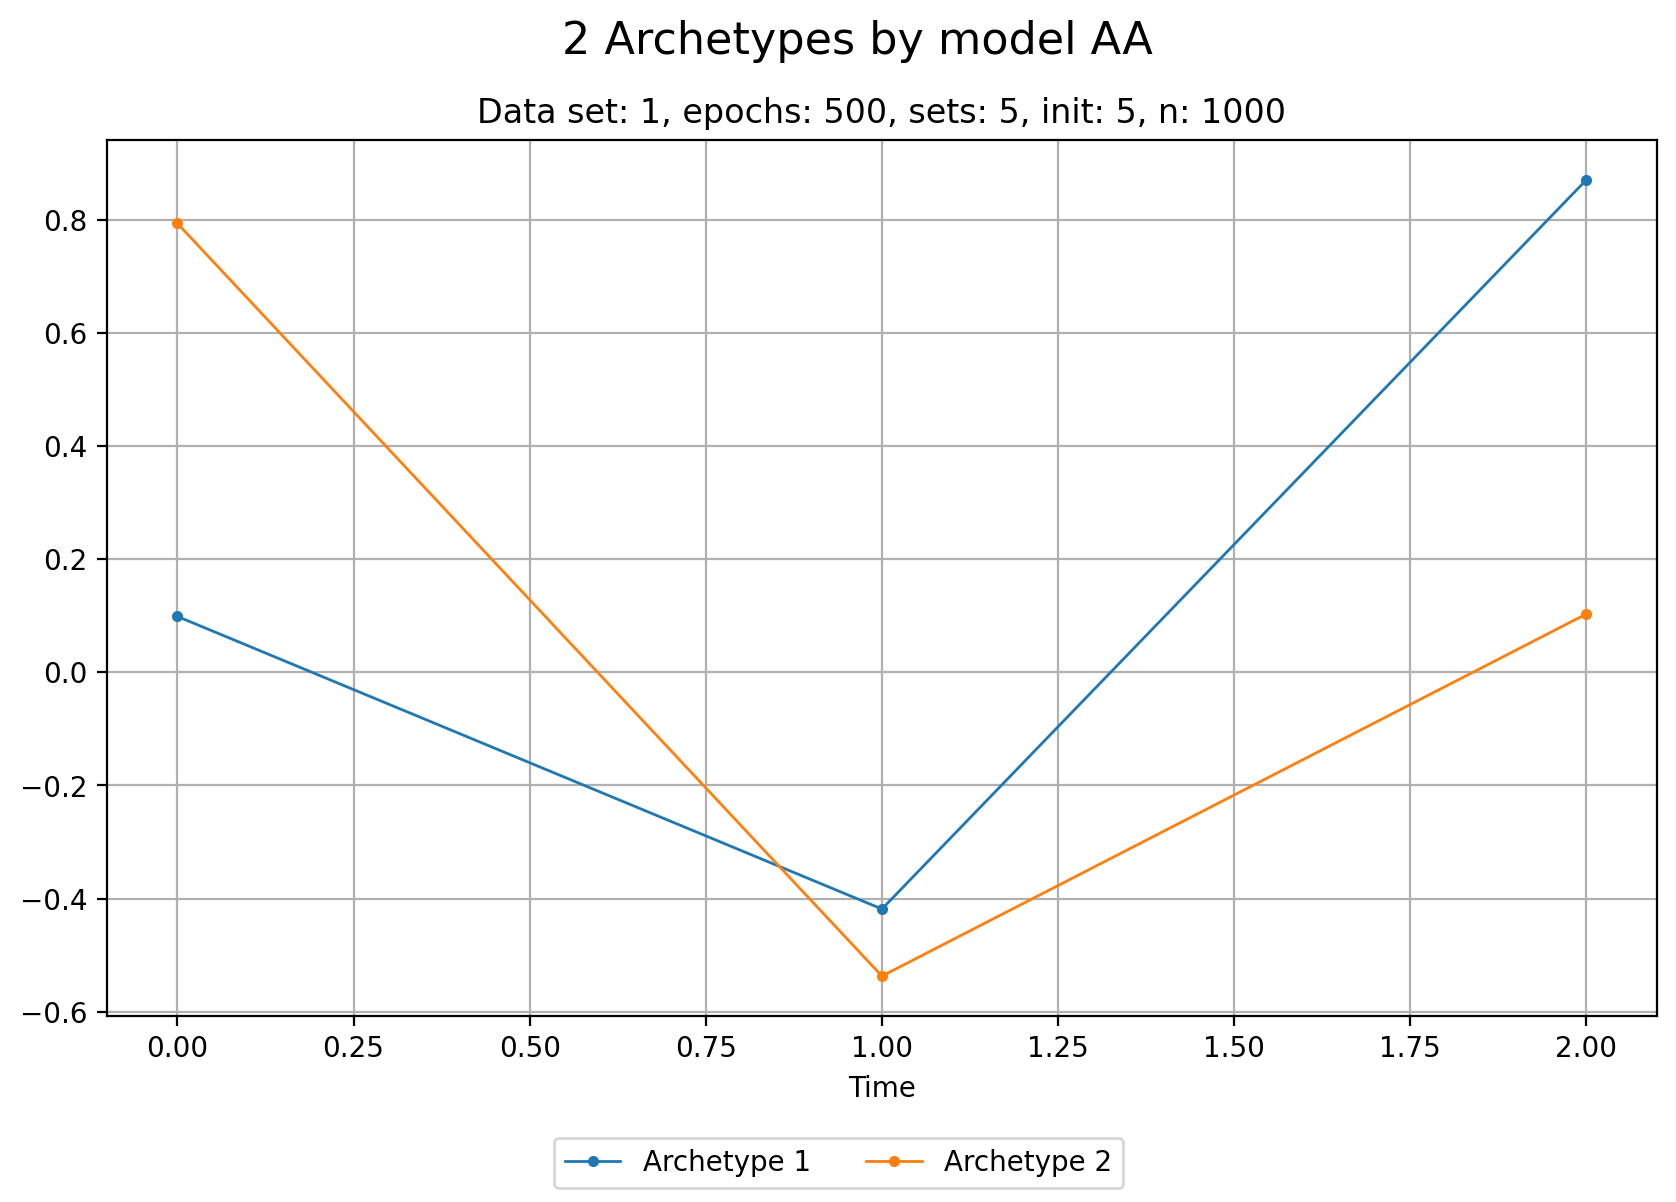 2 Archetypes by model AA
Data set: 1, epochs: 500, sets: 5, init: 5, n: 1000
0.8
0.6
0.4
0.2
0.0
−0.2
−0.4
−0.6
0.00 0.25 0.50 0.75 1.00 1.25 1.50 1.75 2.00
Time
Archetype 1 Archetype 2